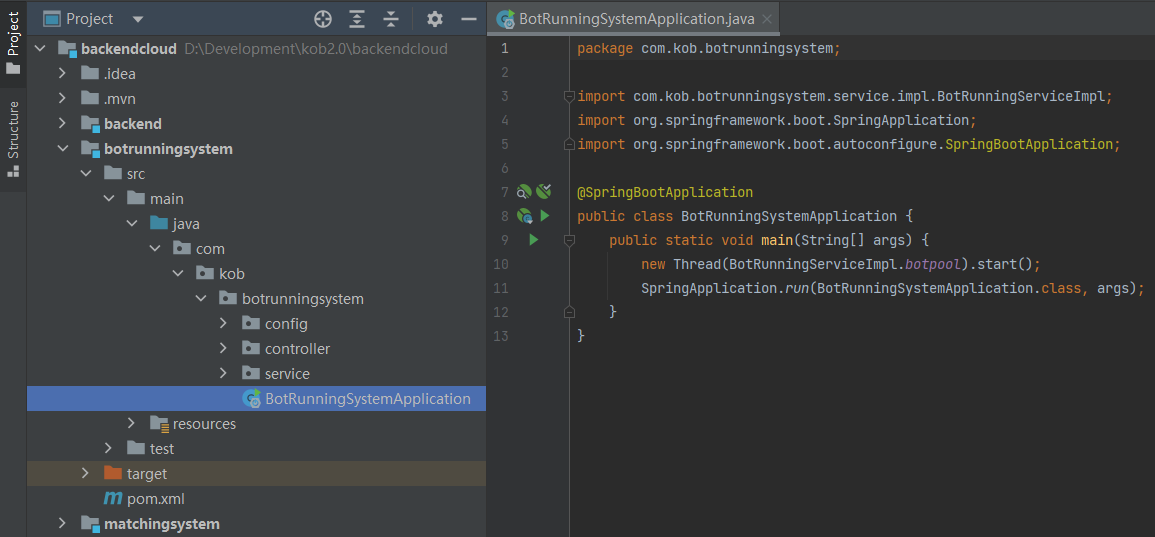 Project
Structure
Project
backendcloud D:\Development\kob2.0\backendcloud
.idea
.mvn
backend
botrunningsystem
src
main
java
com
kob
botrunningsystem
config
controller
service
BotRunningSystemApplication
resources
test
target
pom.xml
matchingsystem
BotRunningSystemApplication.java
1 package com.kob.botrunningsystem;
2
3 import com.kob.botrunningsystem.service.impl.BotRunningServiceImpl;
4 import org.springframework.boot.SpringApplication;
5 import org.springframework.boot.autoconfigure.SpringBootApplication;
6
7 @SpringBootApplication
8 public class BotRunningSystemApplication {
9 public static void main(String[] args) {
10 new Thread(BotRunningServiceImpl.botpool).start();
11 SpringApplication.run(BotRunningSystemApplication.class, args);
12 }
13 }